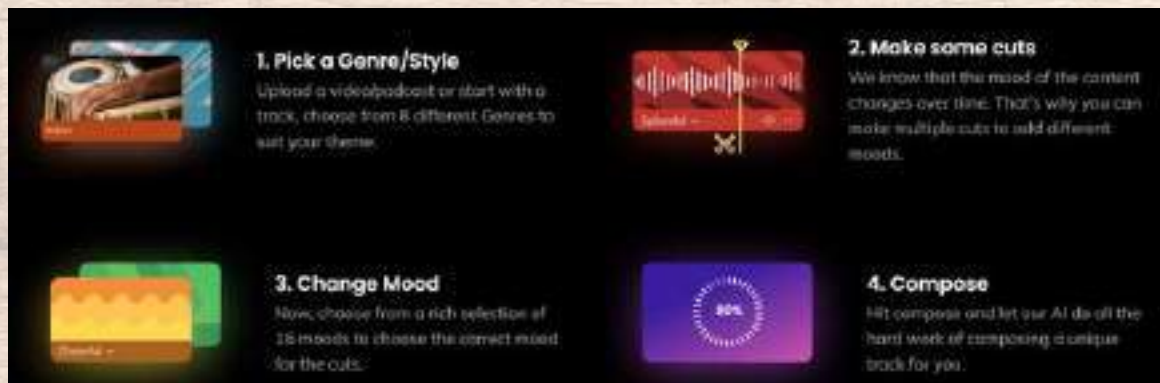 1. Pick a Genre/Style
Upload a video/podcast or start with a
track, choose from 8 different Genres to
suit your theme.
2. Make some cuts
We know that the mood of the content
changes over time. That's why you can
make multiple cuts to add different
moods.
3. Change Mood
Now, choose from a rich selection of
16 moods to choose the correct mood
for the cuts.
Cheerful
4. Compose
80%
Hit compose and let our AI do all the
hard work of composing a unique
track for you.